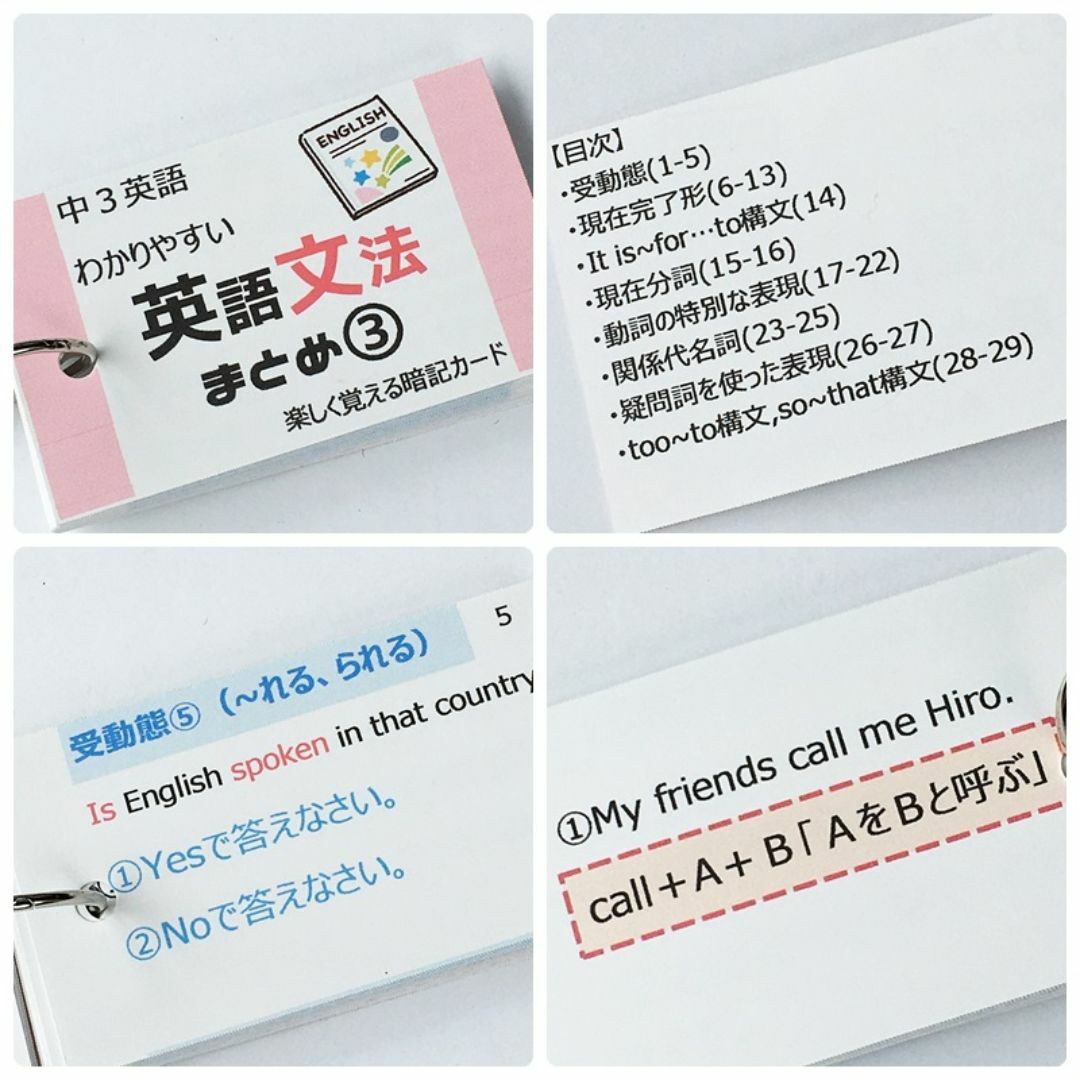 ENGLISH
中3英語
わかりやすい
英語文法
まとめ③
楽しく覚える暗記カード
【目次】
・受動態(1-5)
・現在完了形(6-13)
・It is~for…to構文(14)
・現在分詞(15-16)
・動詞の特別な表現(17-22)
・関係代名詞(23-25)
・疑問詞を使った表現(26-27)
・too~to構文,so~that構文(28-29)
5
受動態⑤（~れる、られる）
Is English spoken in that country
①Yesで答えなさい。
②Noで答えなさい。
①My friends call me Hiro.
call＋A＋B「AをBと呼ぶ」